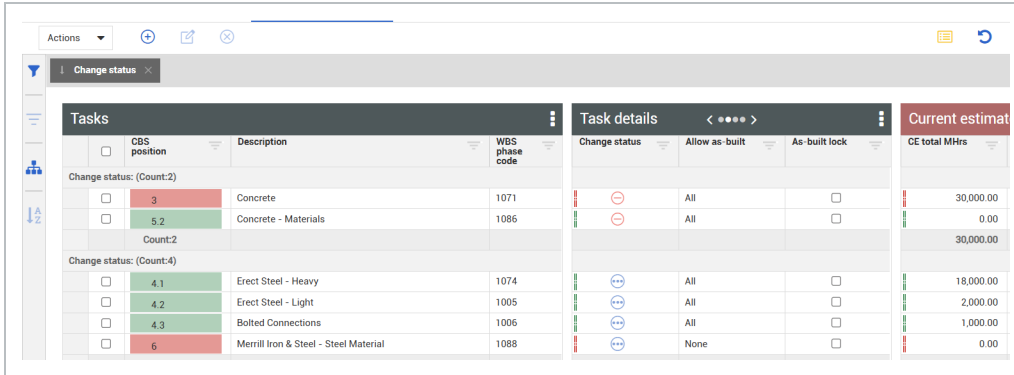 Actions
Change status
Tasks
Task details
Current estimat
CBS position
Description
WBS phase code
Change status
Allow as-built
As-built lock
CE total MHrs
Change status: (Count:2)
3 Concrete 1071 All 30,000.00
5.2 Concrete - Materials 1086 All 0.00
Count:2 30,000.00
Change status: (Count:4)
4.1 Erect Steel - Heavy 1074 All 18,000.00
4.2 Erect Steel - Light 1005 All 2,000.00
4.3 Bolted Connections 1006 All 1,000.00
6 Merrill Iron & Steel - Steel Material 1088 None 0.00